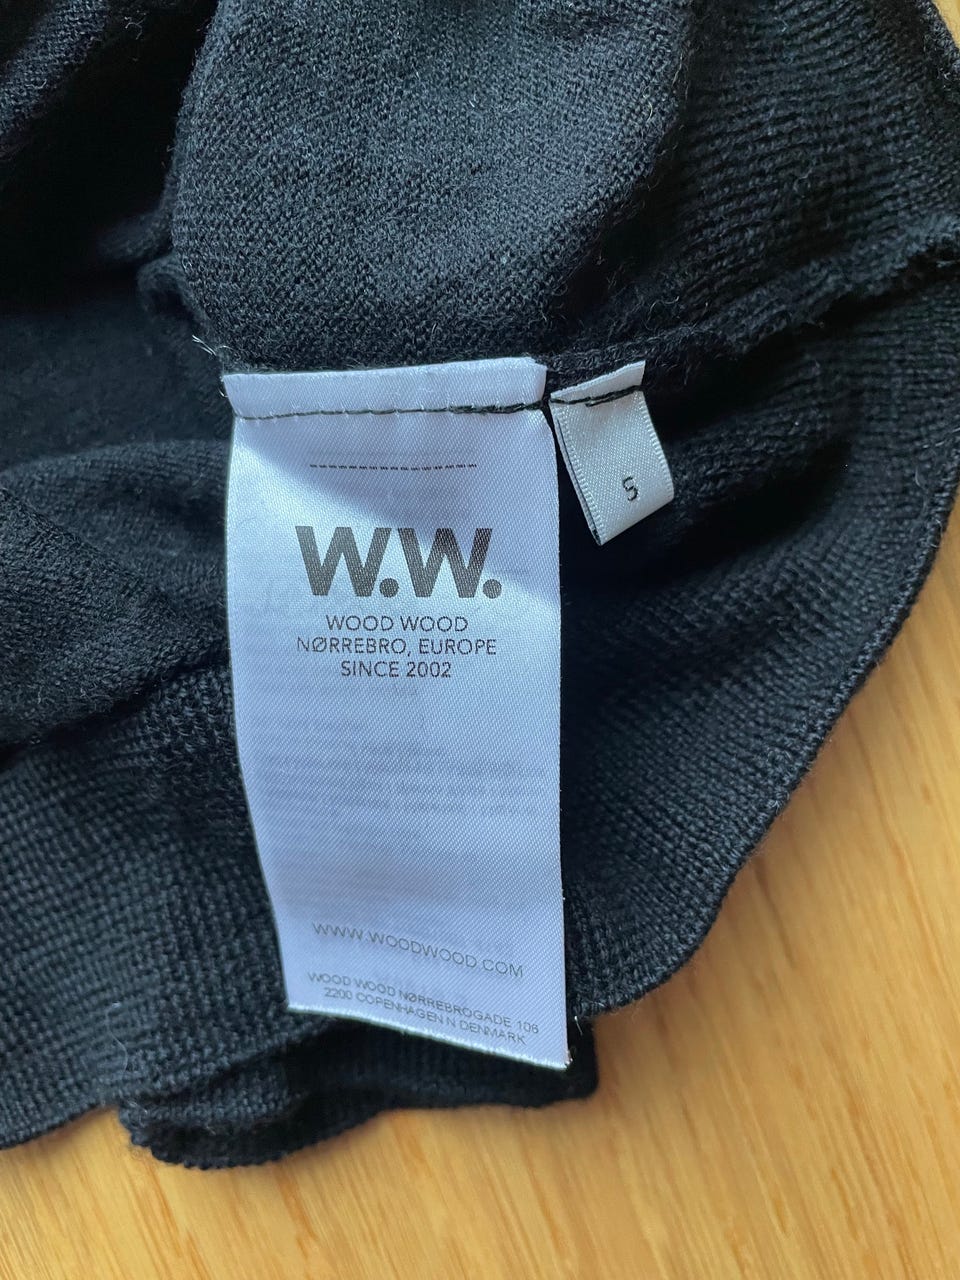 W.W.
WOOD WOOD
NØRREBRO, EUROPE
SINCE 2002
WWW.WOODWOOD.COM
WOOD WOOD NØRREBROGADE 106
2200 COPENHAGEN N DENMARK
S